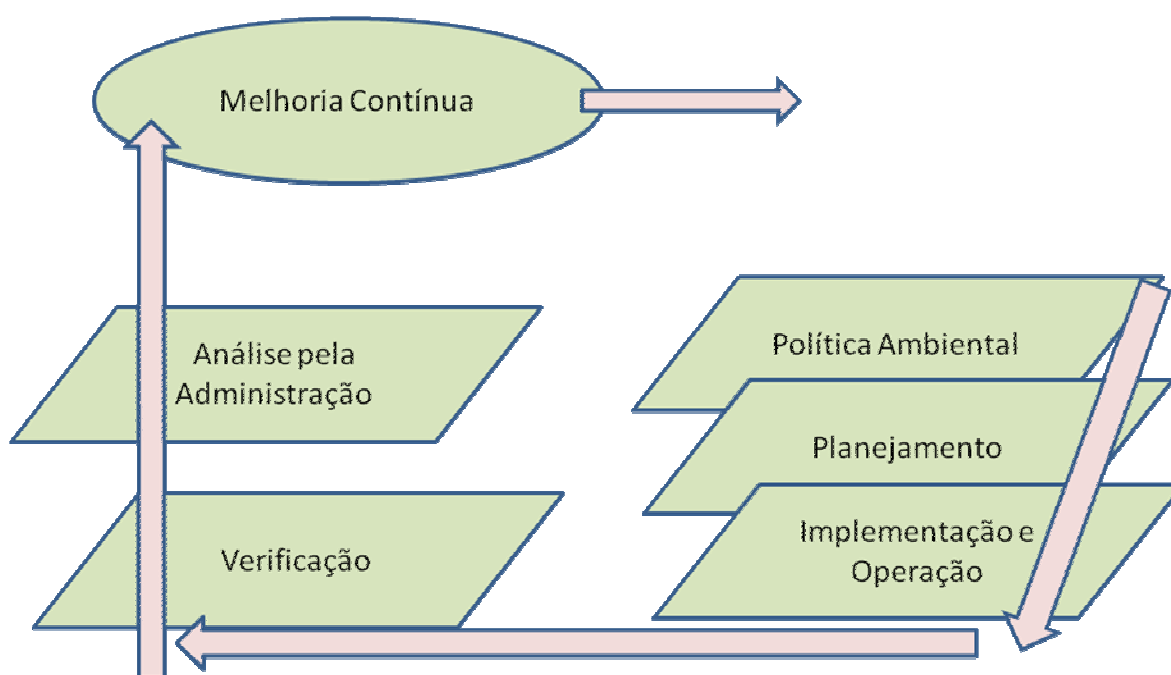 Melhoria Contínua
Análise pela
Administração
Política Ambiental
Planejamento
Verificação
Implementação e
Operação